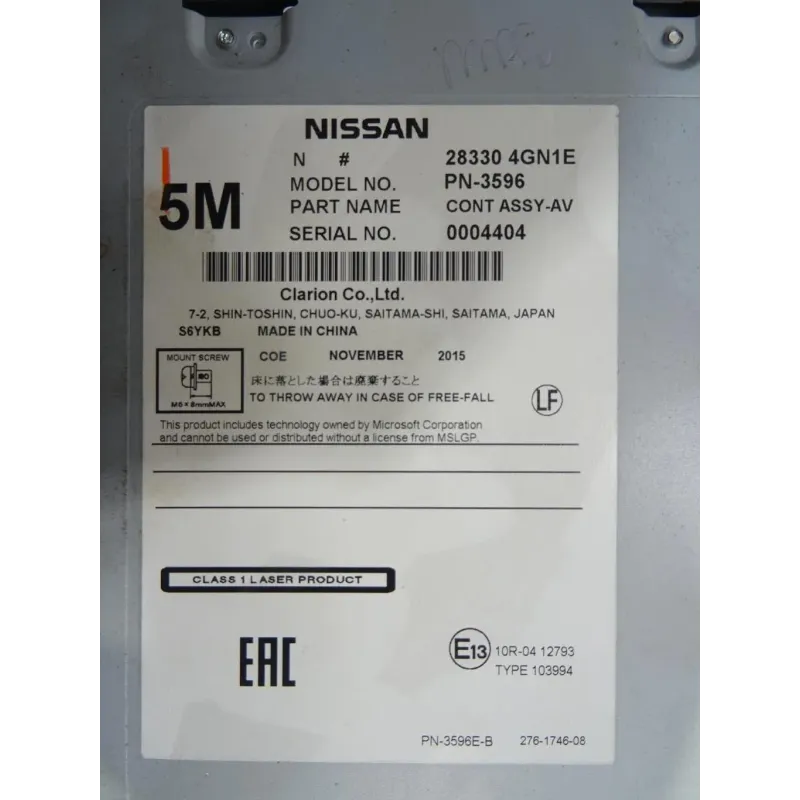 NISSAN
N # 28330 4GN1E
MODEL NO. PN-3596
5M
PART NAME CONT ASSY-AV
SERIAL NO. 0004404
Clarion Co.,Ltd.
7-2, SHIN-TOSHIN, CHUO-KU, SAITAMA-SHI, SAITAMA, JAPAN
S6YKB MADE IN CHINA
MOUNT SCREW
COE NOVEMBER 2015
床に落とした場合は廃棄すること
M5×8mmMAX
TO THROW AWAY IN CASE OF FREE-FALL
LF
This product includes technology owned by Microsoft Corporation
and cannot be used or distributed without a license from MSLGP.
CLASS 1 LASER PRODUCT
EAC
E13 10R-04 12793
TYPE 103994
PN-3596E-B 276-1746-08